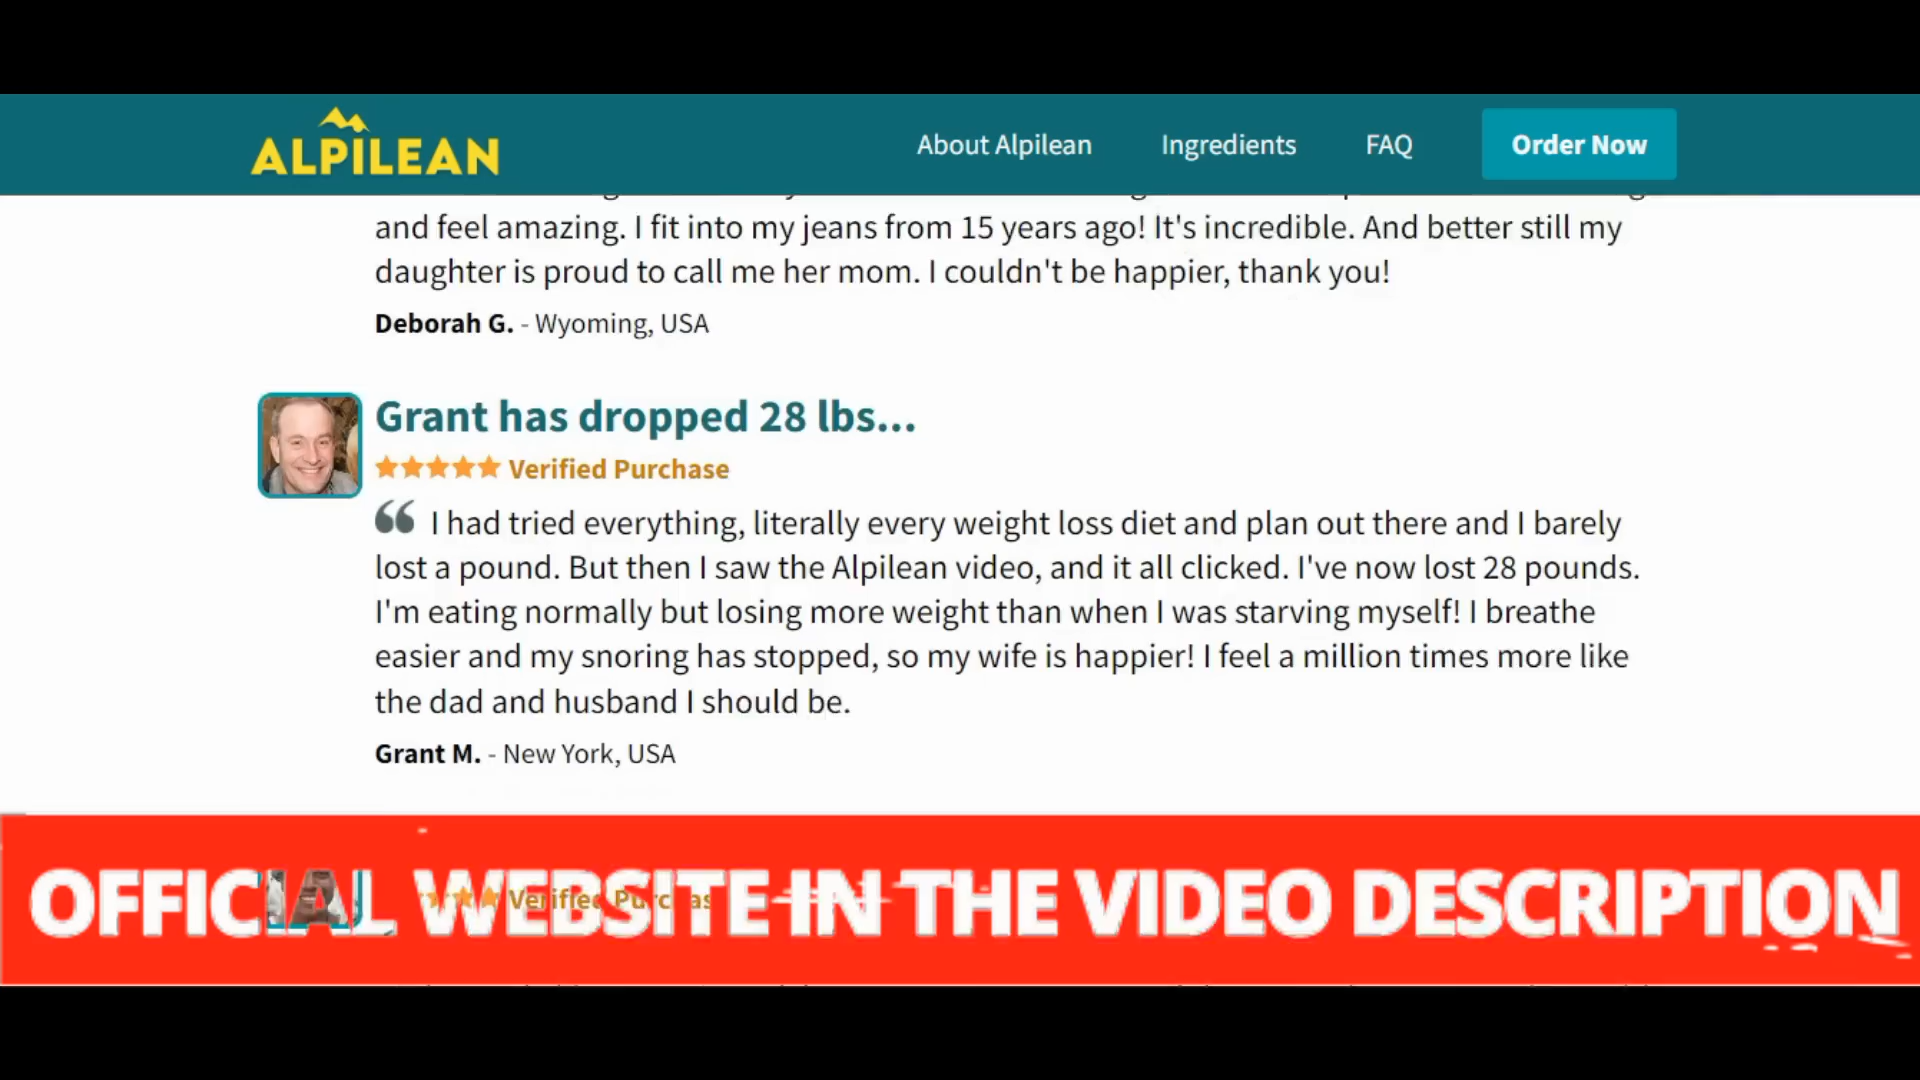 ALPILEAN
About Alpilean
Ingredients
FAQ
Order Now
and feel amazing. I fit into my jeans from 15 years ago! It's incredible. And better still my
daughter is proud to call me her mom. I couldn't be happier, thank you!
Deborah G. - Wyoming, USA
Grant has dropped 28 lbs...
Verified Purchase
“ I had tried everything, literally every weight loss diet and plan out there and I barely
lost a pound. But then I saw the Alpilean video, and it all clicked. I've now lost 28 pounds.
I'm eating normally but losing more weight than when I was starving myself! I breathe
easier and my snoring has stopped, so my wife is happier! I feel a million times more like
the dad and husband I should be.
Grant M. - New York, USA
OFFICIAL WEBSITE IN THE VIDEO DESCRIPTION